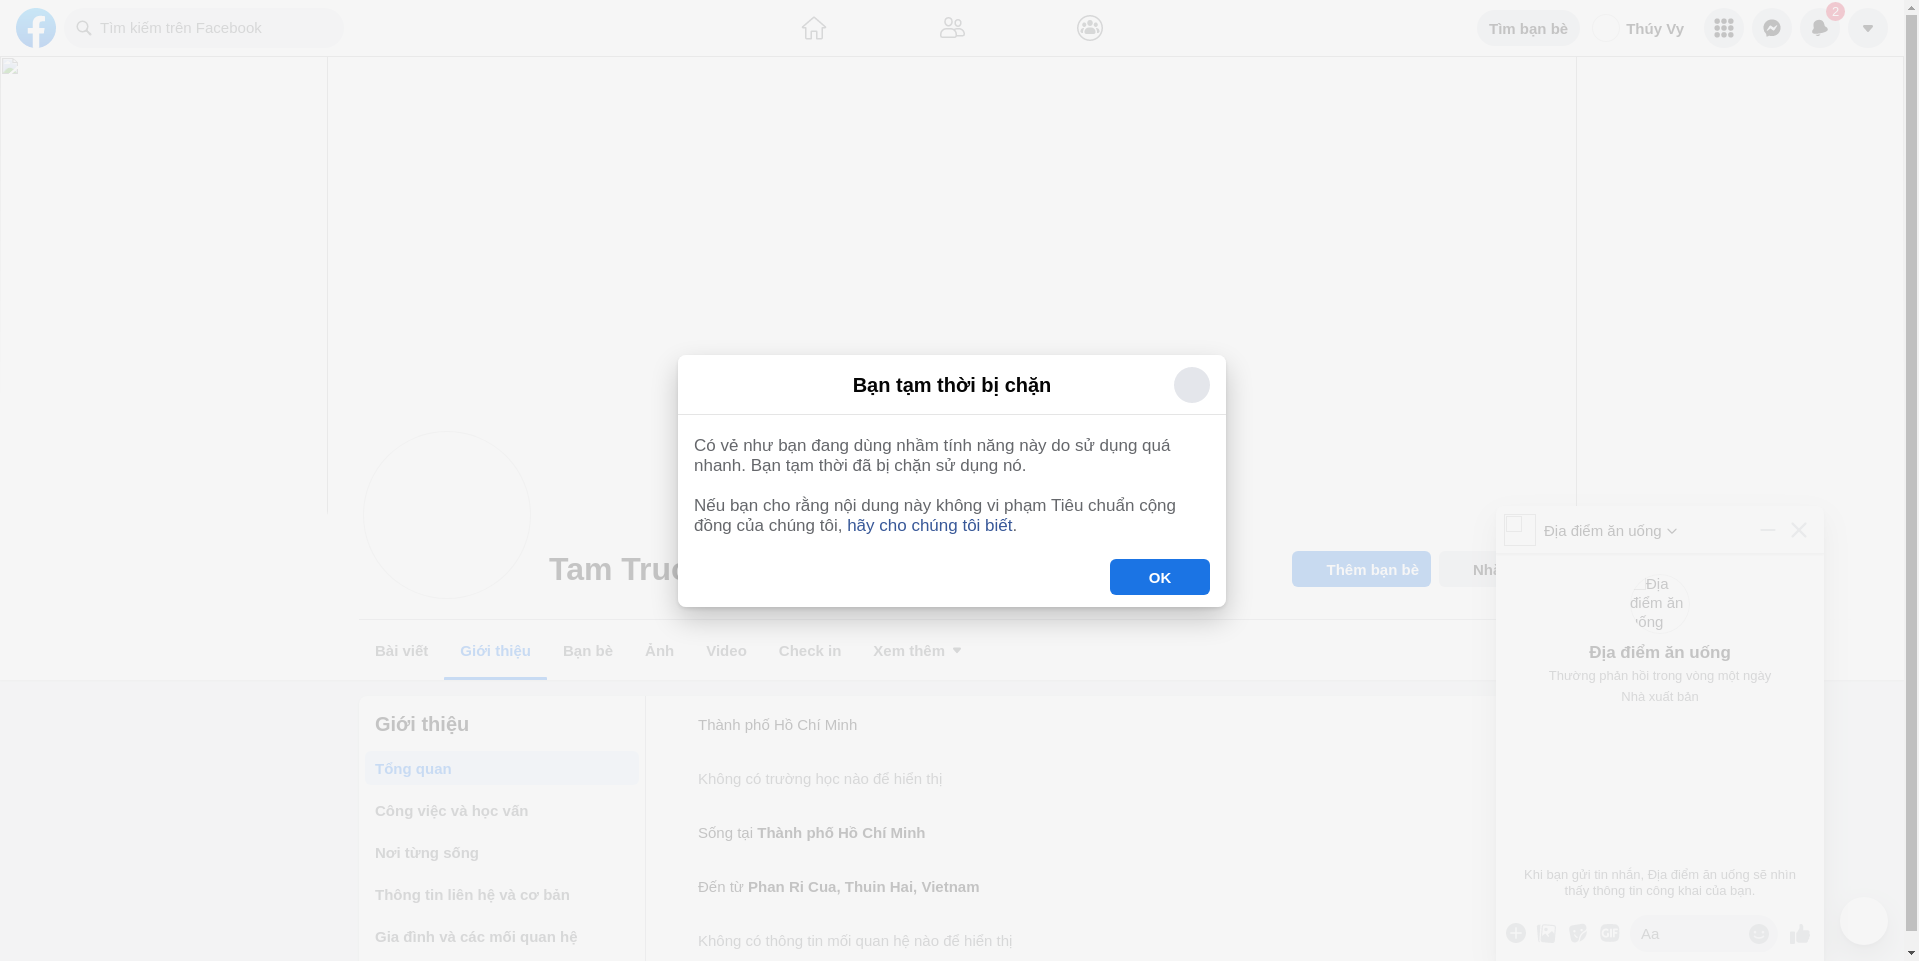 Tìm kiếm trên Facebook
Tìm bạn bè
Thúy Vy
2
Bạn tạm thời bị chặn
Có vẻ như bạn đang dùng nhầm tính năng này do sử dụng quá
nhanh. Bạn tạm thời đã bị chặn sử dụng nó.
Nếu bạn cho rằng nội dung này không vi phạm Tiêu chuẩn cộng
đồng của chúng tôi, hãy cho chúng tôi biết.
OK
Tam Truc
Thêm bạn bè
Bài viết
Giới thiệu
Bạn bè
Ảnh
Video
Check in
Xem thêm
Giới thiệu
Tổng quan
Công việc và học vấn
Nơi từng sống
Thông tin liên hệ và cơ bản
Gia đình và các mối quan hệ
Thành phố Hồ Chí Minh
Không có trường học nào để hiển thị
Sống tại Thành phố Hồ Chí Minh
Đến từ Phan Ri Cua, Thuin Hai, Vietnam
Không có thông tin mối quan hệ nào để hiển thị
Địa điểm ăn uống
Địa
điểm ăn
uống
Địa điểm ăn uống
Thường phản hồi trong vòng một ngày
Nhà xuất bản
Khi bạn gửi tin nhắn, Địa điểm ăn uống sẽ nhìn
thấy thông tin công khai của bạn.
GIF
Aa